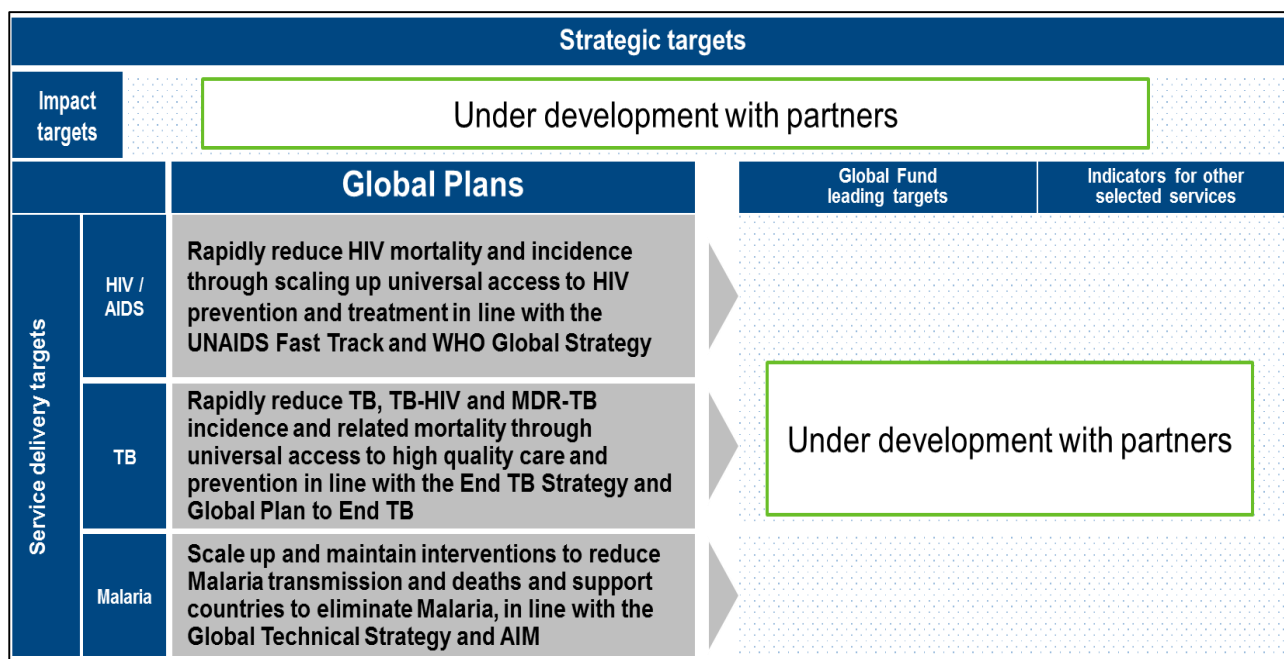 Strategic targets
Impact
targets
Under development with partners
Global Plans
Global Fund
leading targets
Indicators for other
selected services
Service delivery targets
HIV /
AIDS
Rapidly reduce HIV mortality and incidence
through scaling up universal access to HIV
prevention and treatment in line with the
UNAIDS Fast Track and WHO Global Strategy
TB
Rapidly reduce TB, TB-HIV and MDR-TB
incidence and related mortality through
universal access to high quality care and
prevention in line with the End TB Strategy and
Global Plan to End TB
Under development with partners
Malaria
Scale up and maintain interventions to reduce
Malaria transmission and deaths and support
countries to eliminate Malaria, in line with the
Global Technical Strategy and AIM